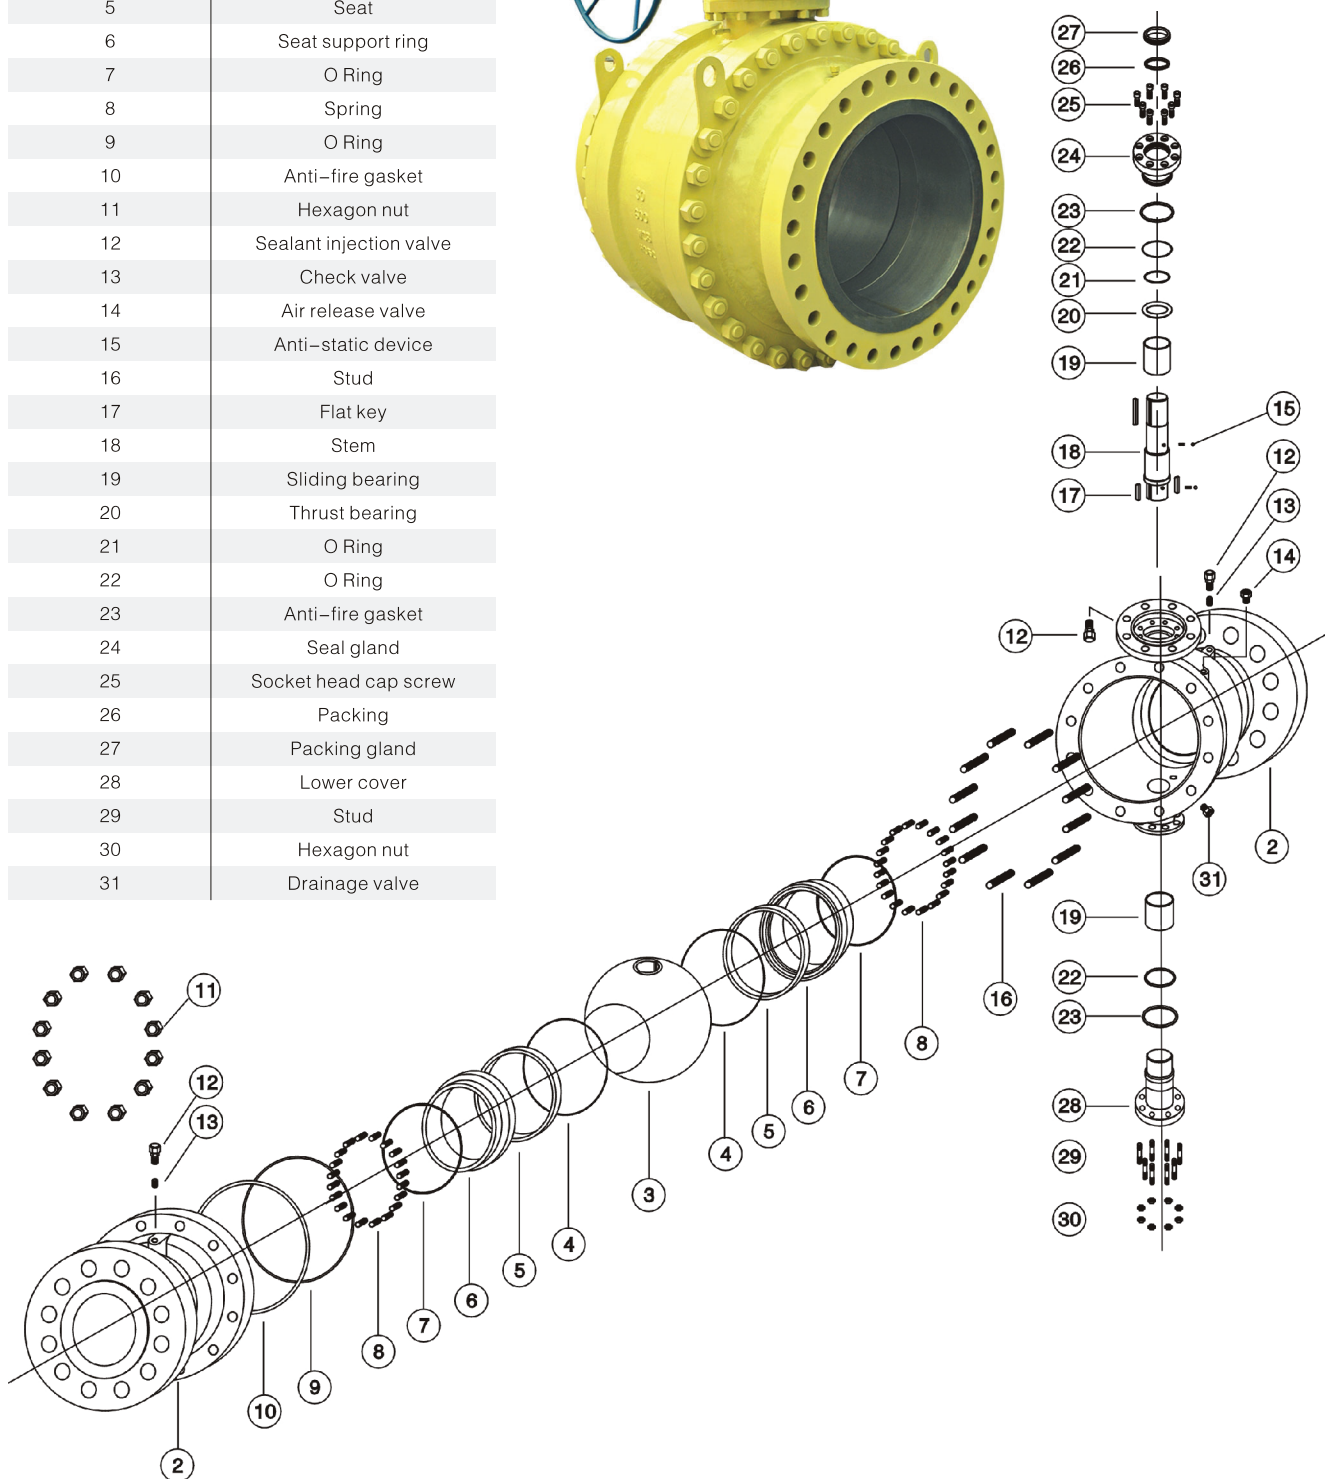 5 Seat
6 Seat support ring
7 O Ring
8 Spring
9 O Ring
10 Anti–fire gasket
11 Hexagon nut
12 Sealant injection valve
13 Check valve
14 Air release valve
15 Anti–static device
16 Stud
17 Flat key
18 Stem
19 Sliding bearing
20 Thrust bearing
21 O Ring
22 O Ring
23 Anti–fire gasket
24 Seal gland
25 Socket head cap screw
26 Packing
27 Packing gland
28 Lower cover
29 Stud
30 Hexagon nut
31 Drainage valve
27
26
25
24
23
22
21
20
19
15
18
12
17
13
14
12
2
31
19
16
22
11
23
8
7
12
6
28
13
5
4
29
3
30
4
5
6
7
8
9
10
2